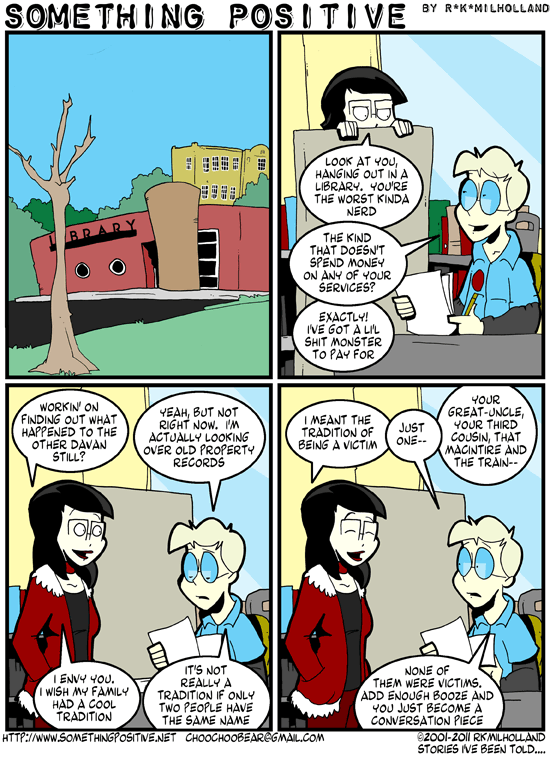 SOMETHING POSITIVE
BY R*K*MILHOLLAND
LIBRARY
LOOK AT YOU,
HANGING OUT IN A
LIBRARY. YOU'RE
THE WORST KINDA
NERD
THE KIND
THAT DOESN'T
SPEND MONEY
ON ANY OF YOUR
SERVICES?
EXACTLY!
I'VE GOT A LI'L
SHIT MONSTER
TO PAY FOR
WORKIN' ON
FINDING OUT WHAT
HAPPENED TO THE
OTHER DAVAN
STILL?
YEAH, BUT NOT
RIGHT NOW. I'M
ACTUALLY LOOKING
OVER OLD PROPERTY
RECORDS
I ENVY YOU.
I WISH MY FAMILY
HAD A COOL
TRADITION
IT'S NOT
REALLY A
TRADITION IF ONLY
TWO PEOPLE HAVE
THE SAME NAME
I MEANT THE
TRADITION OF
BEING A VICTIM
JUST
ONE--
YOUR
GREAT-UNCLE,
YOUR THIRD
COUSIN, THAT
MACINTIRE AND
THE TRAIN--
NONE OF
THEM WERE VICTIMS.
ADD ENOUGH BOOZE AND
YOU JUST BECOME A
CONVERSATION PIECE
HTTP://WWW.SOMETHINGPOSITIVE.NET CHOOCHOOBEAR@GMAIL.COM
©2001-2011 RKMILHOLLAND
STORIES I'VE BEEN TOLD....